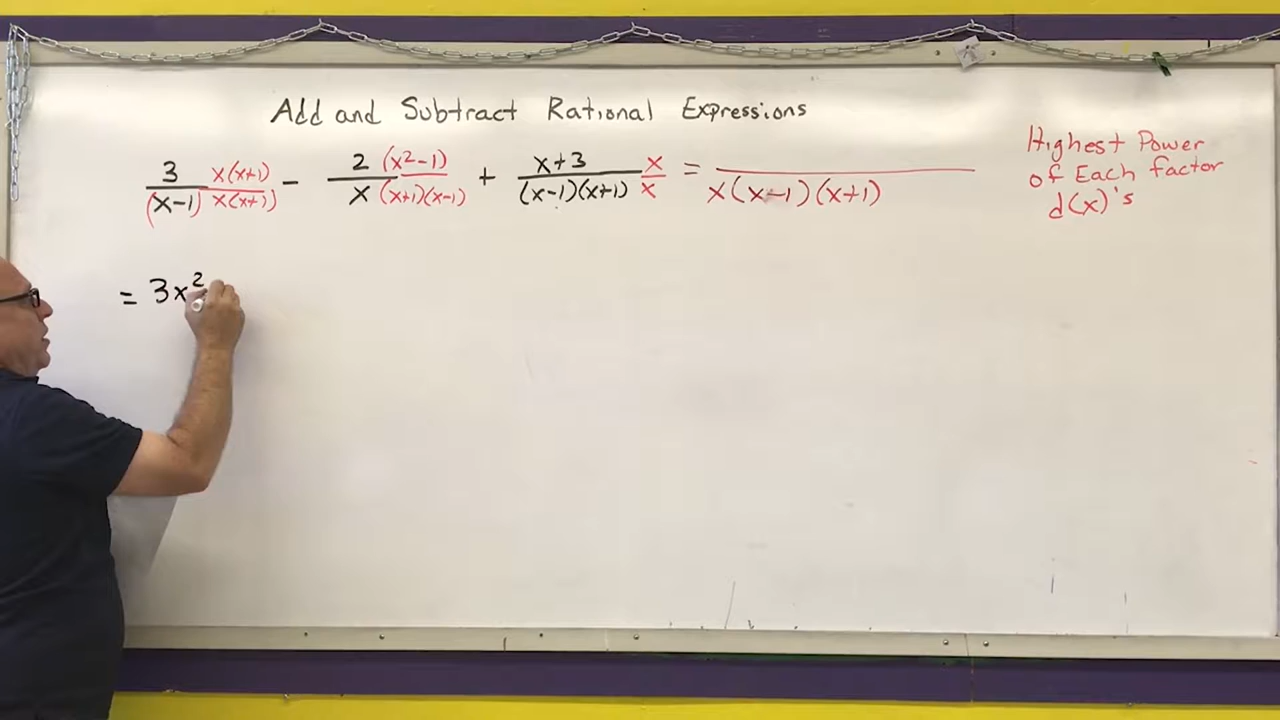 Add and Subtract Rational Expressions
3/(x-1) x(x+1)/x(x+1) - 2/x (x²-1)/(x+1)(x-1) + x+3/(x-1)(x+1) x/x = /x(x-1)(x+1)
Highest Power
of Each factor
d(x)'s
= 3x²